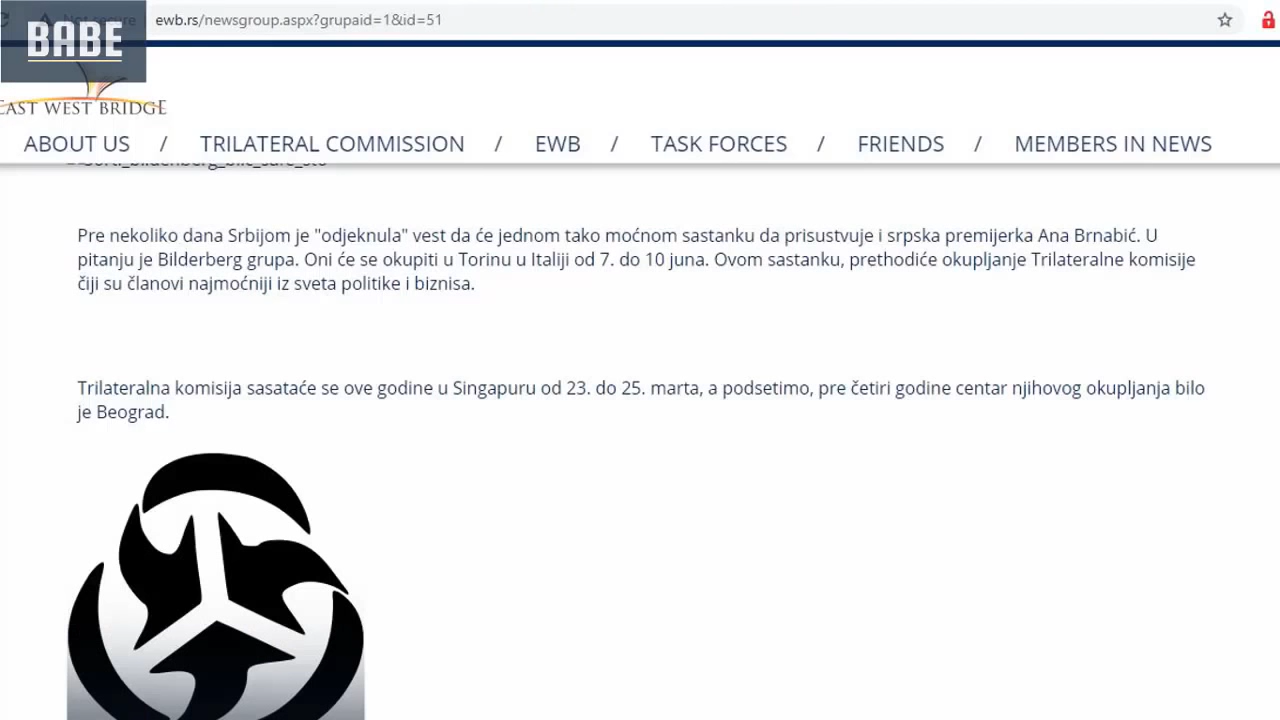 Not secure
ewb.rs/newsgroup.aspx?grupaid=1&id=51
BABE
EAST WEST BRIDGE
ABOUT US / TRILATERAL COMMISSION / EWB / TASK FORCES / FRIENDS / MEMBERS IN NEWS
Pre nekoliko dana Srbijom je "odjeknula" vest da će jednom tako moćnom sastanku da prisustvuje i srpska premijerka Ana Brnabić. U
pitanju je Bilderberg grupa. Oni će se okupiti u Torinu u Italiji od 7. do 10 juna. Ovom sastanku, prethodiće okupljanje Trilateralne komisije
čiji su članovi najmoćniji iz sveta politike i biznisa.
Trilateralna komisija sasataće se ove godine u Singapuru od 23. do 25. marta, a podsetimo, pre četiri godine centar njihovog okupljanja bilo
je Beograd.